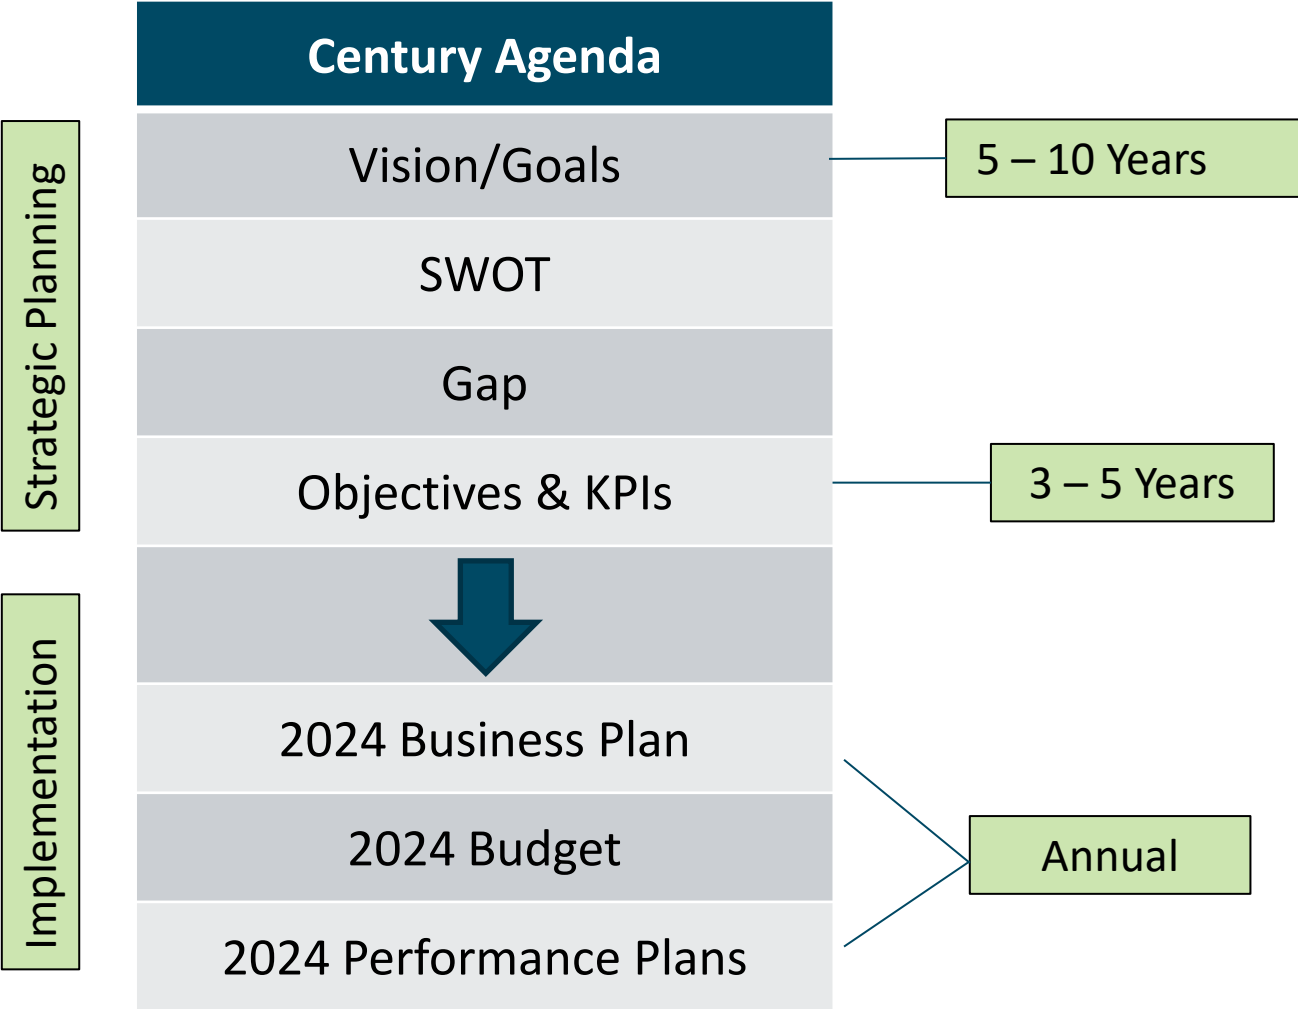 Century Agenda
Strategic Planning
Vision/Goals
5 – 10 Years
SWOT
Gap
Objectives & KPIs
3 – 5 Years
Implementation
2024 Business Plan
2024 Budget
Annual
2024 Performance Plans